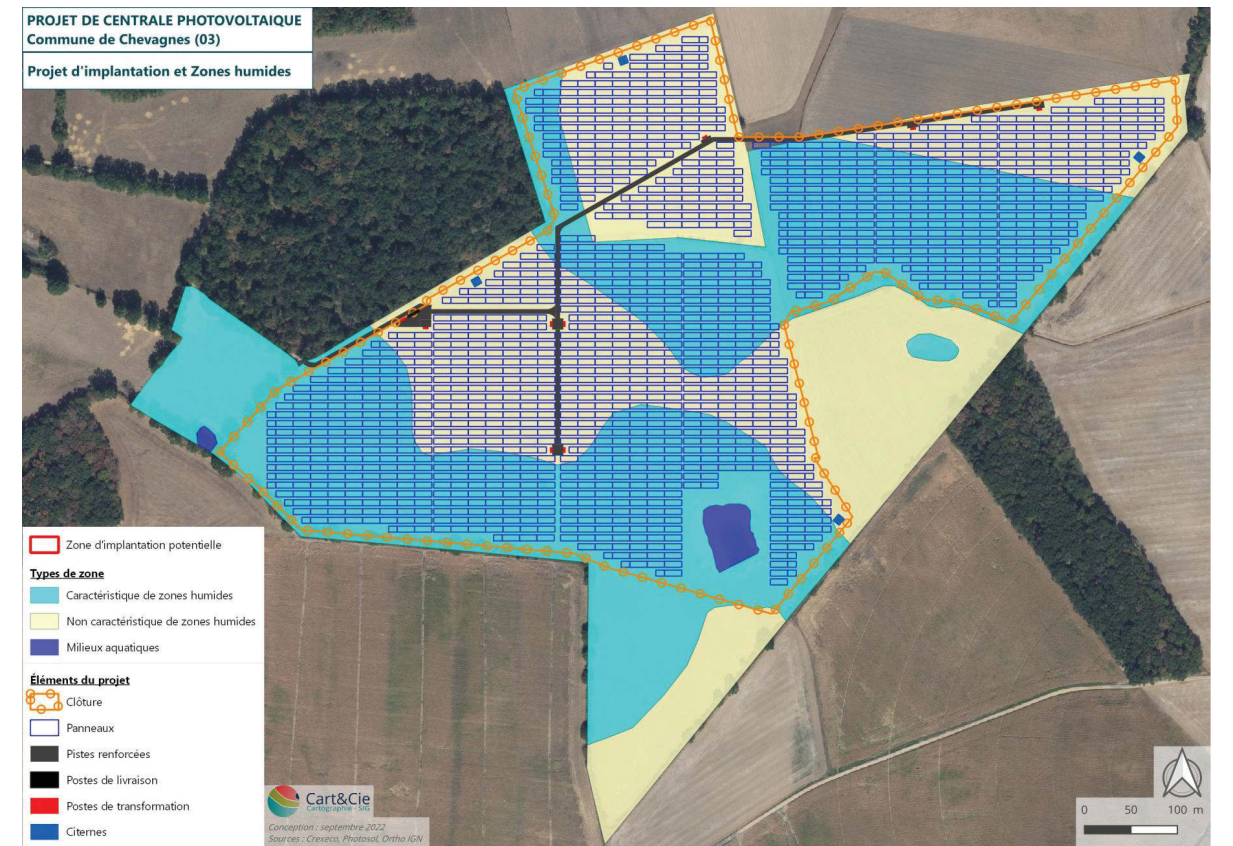 PROJET DE CENTRALE PHOTOVOLTAIQUE
Commune de Chevagnes (03)
Projet d'implantation et Zones humides
Zone d'implantation potentielle
Types de zone
Caractéristique de zones humides
Non caractéristique de zones humides
Milieux aquatiques
Éléments du projet
Clôture
Panneaux
Pistes renforcées
Postes de livraison
Postes de transformation
Citernes
Cart&Cie
Cartographie - SIG
Conception : septembre 2022
Sources : Crexeco, Photosol, Ortho IGN
0 50 100 m